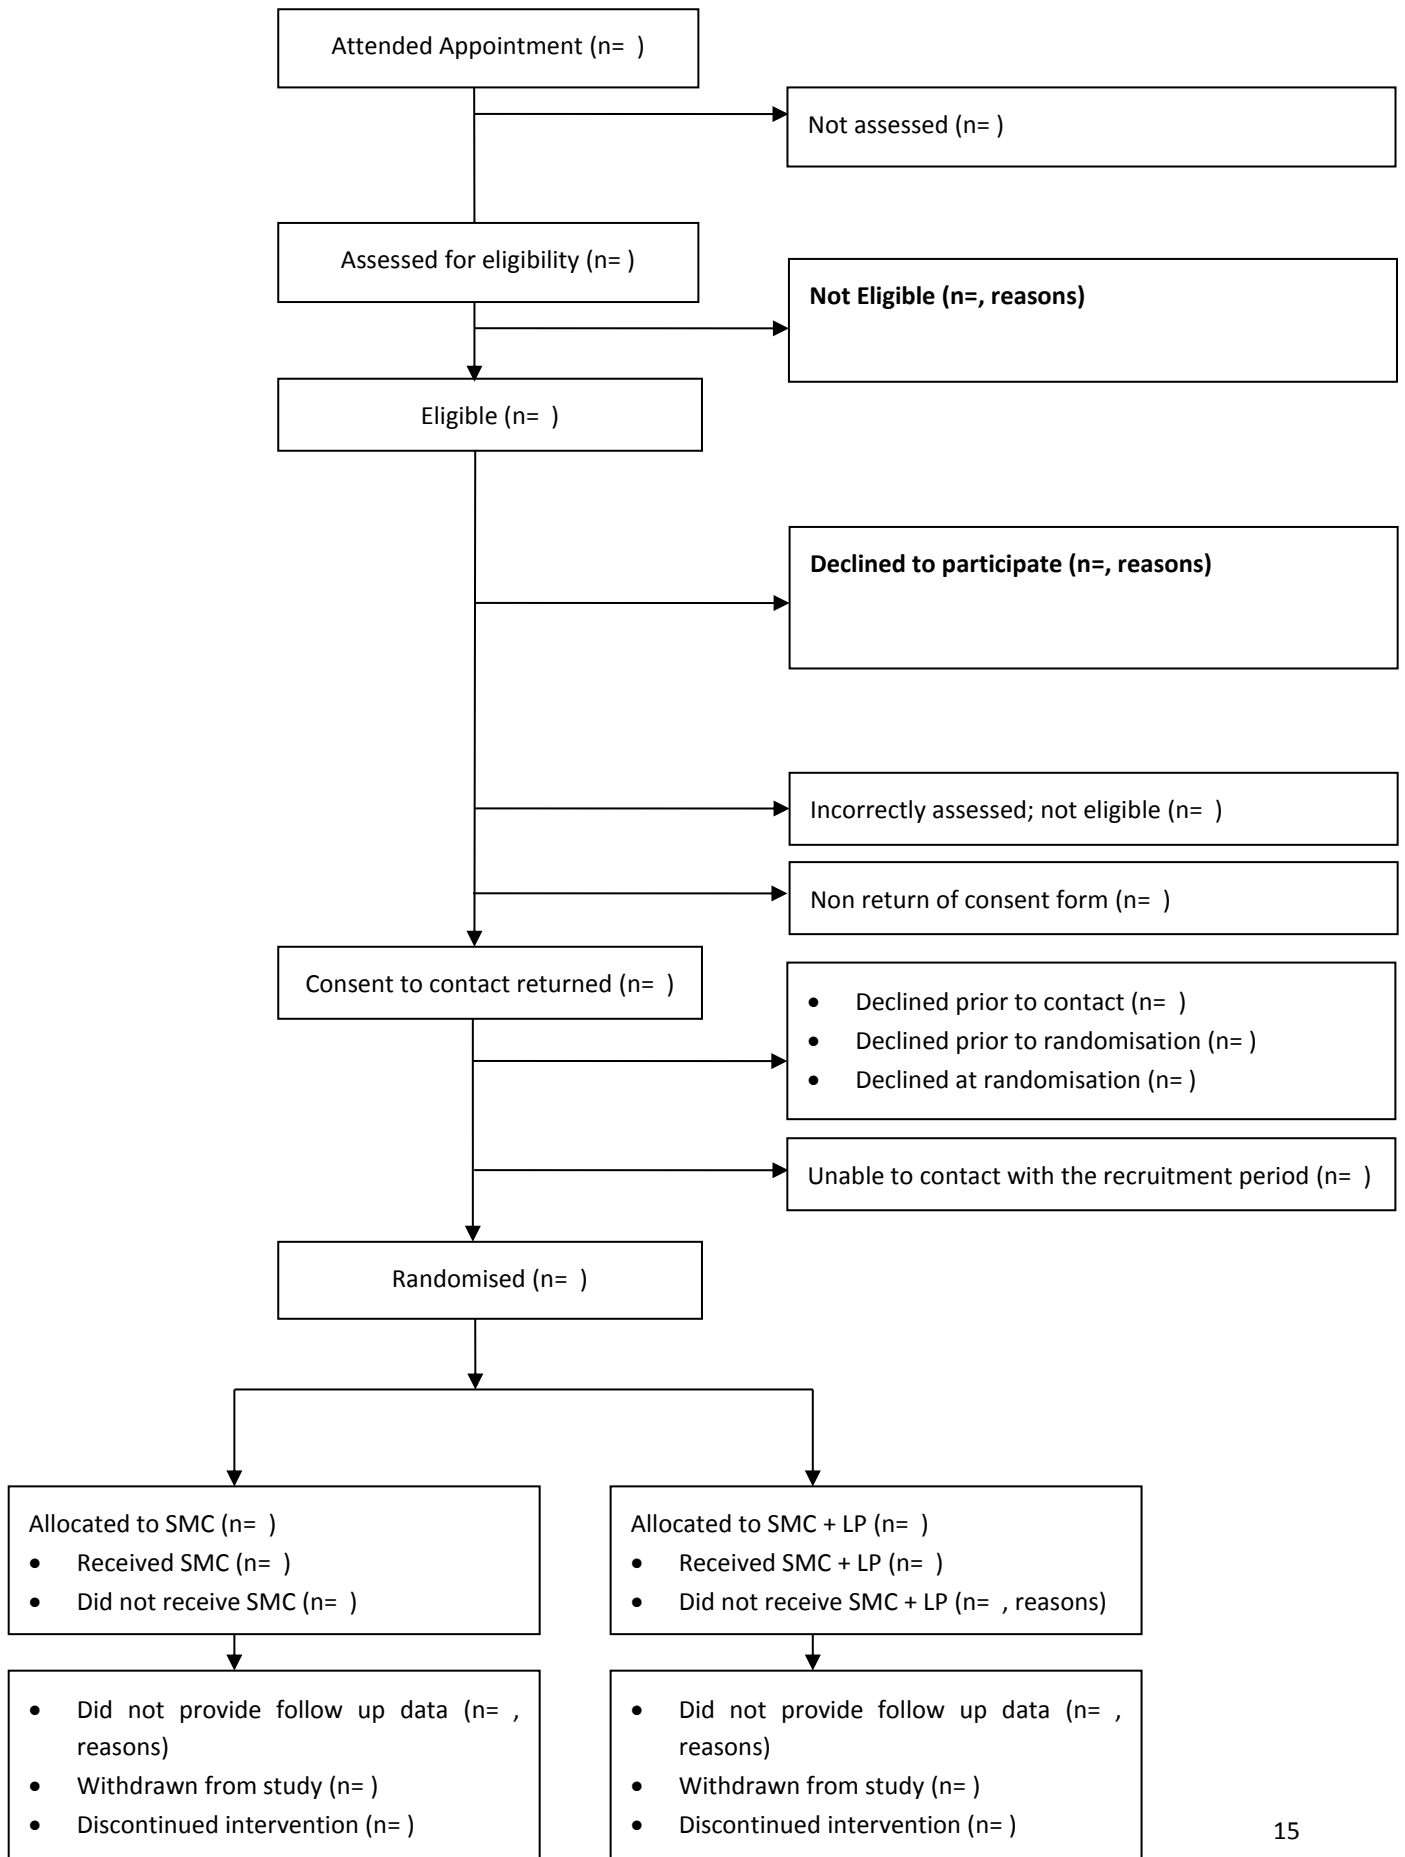 Attended Appointment (n=  )
Not assessed (n= )
Assessed for eligibility (n= )
Not Eligible (n=, reasons)
Eligible (n=  )
Declined to participate (n=, reasons)
Incorrectly assessed; not eligible (n=  )
Non return of consent form (n=  )
Consent to contact returned (n=  )
• Declined prior to contact (n=  )
• Declined prior to randomisation (n= )
• Declined at randomisation (n= )
Unable to contact with the recruitment period (n=  )
Randomised (n=  )
Allocated to SMC (n=  )
• Received SMC (n=  )
• Did not receive SMC (n=  )
Allocated to SMC + LP (n=  )
• Received SMC + LP (n=  )
• Did not receive SMC + LP (n=  , reasons)
• Did not provide follow up data (n= ,
reasons)
• Withdrawn from study (n= )
• Discontinued intervention (n= )
• Did not provide follow up data (n= ,
reasons)
• Withdrawn from study (n= )
• Discontinued intervention (n= )
15